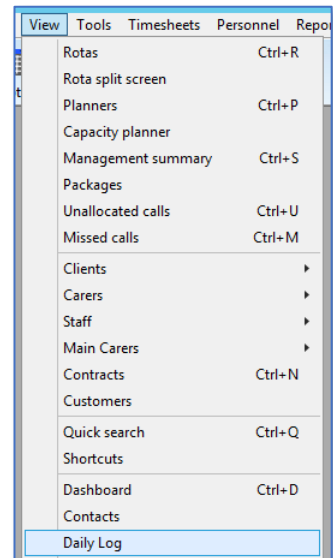 View Tools Timesheets Personnel Repo
Rotas Ctrl+R
Rota split screen
Planners Ctrl+P
Capacity planner
Management summary Ctrl+S
Packages
Unallocated calls Ctrl+U
Missed calls Ctrl+M
Clients
Carers
Staff
Main Carers
Contracts Ctrl+N
Customers
Quick search Ctrl+Q
Shortcuts
Dashboard Ctrl+D
Contacts
Daily Log